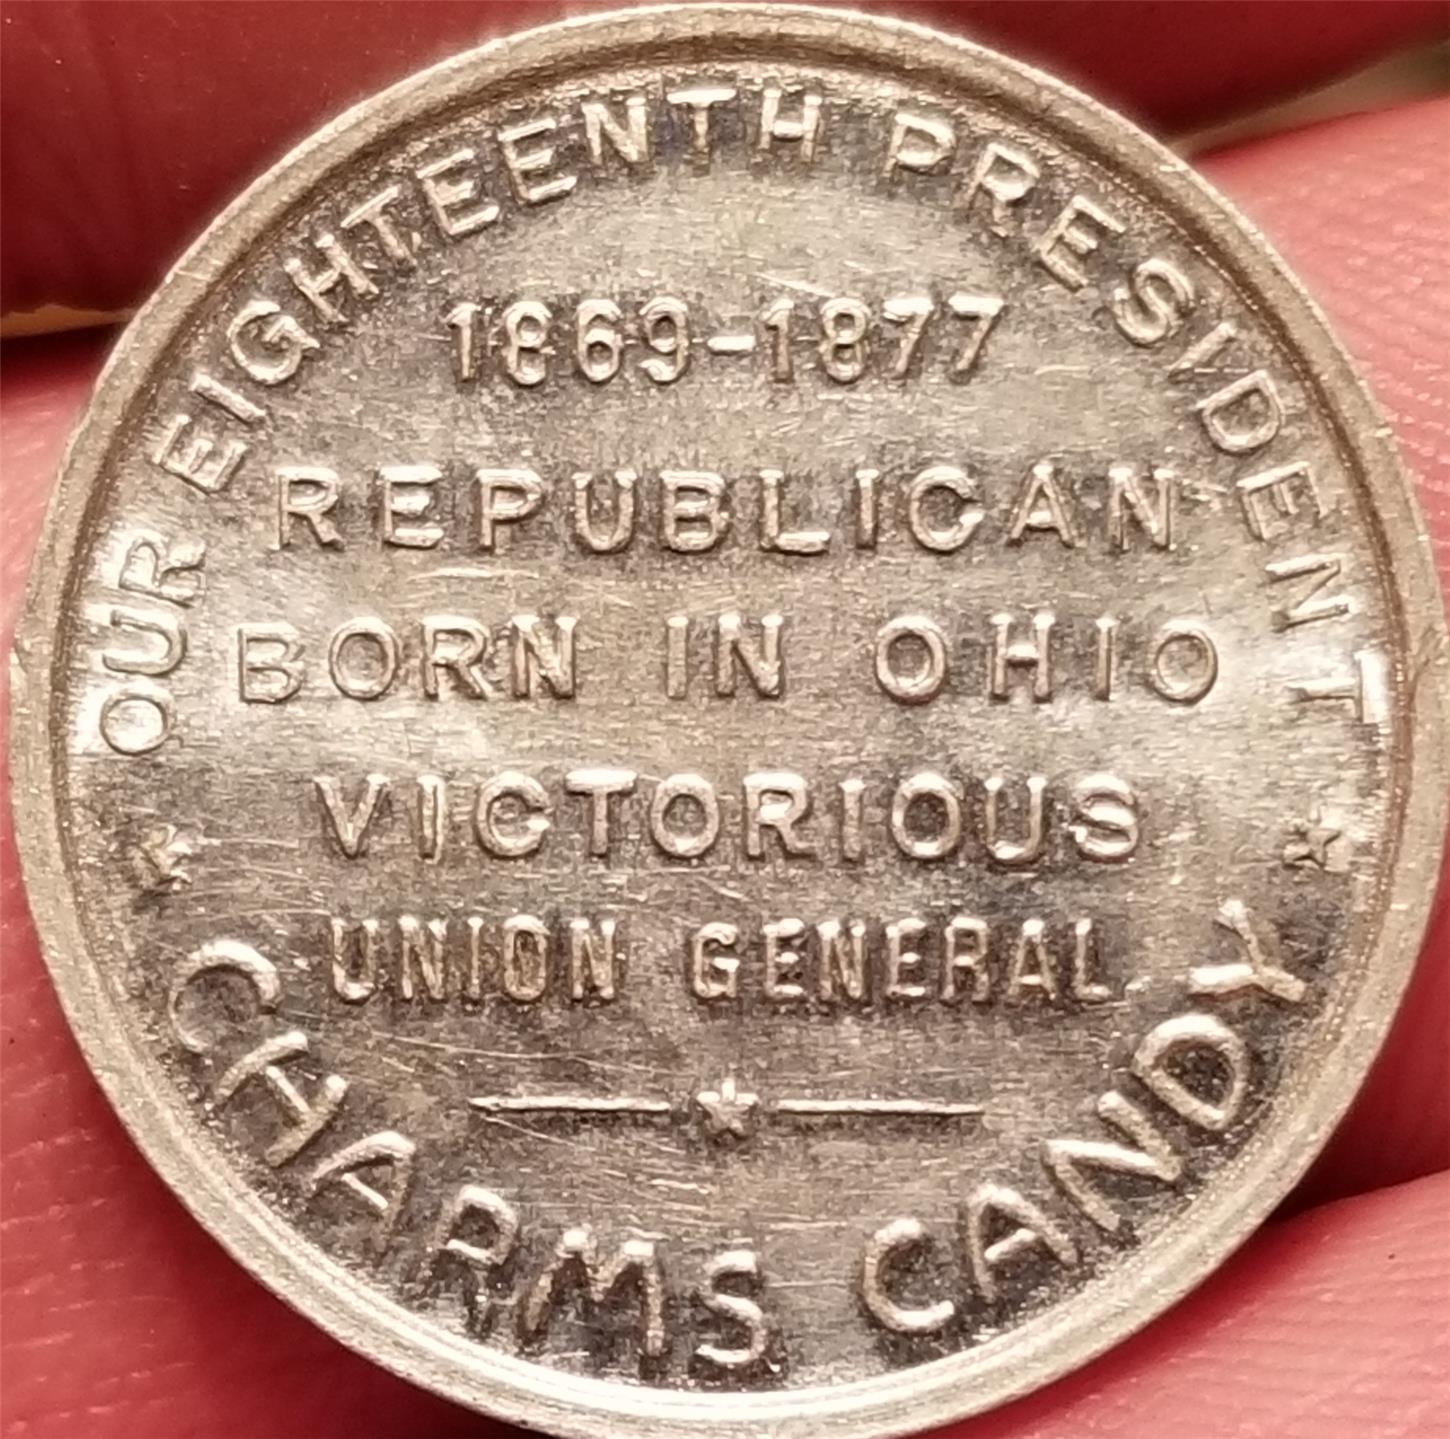 OUR EIGHTEENTH PRESIDENT
1869-1877
REPUBLICAN
BORN IN OHIO
VICTORIOUS
UNION GENERAL
CHARMS CANDY